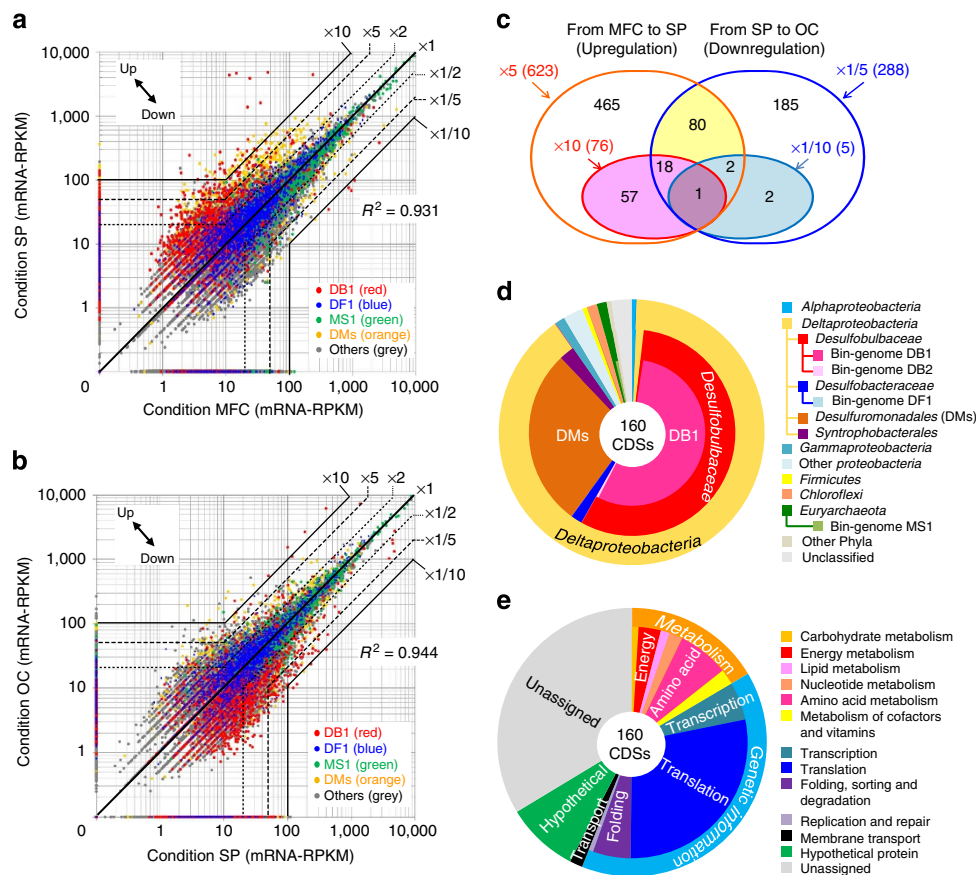 a
×10
×5
×2
×1
×1/2
×1/5
×1/10
Up
Down
10,000
1,000
100
10
1
0
Condition SP (mRNA-RPKM)
R² = 0.931
DB1 (red)
DF1 (blue)
MS1 (green)
DMs (orange)
Others (grey)
0
1
10
100
1,000
10,000
Condition MFC (mRNA-RPKM)
b
×10
×5
×2
×1
×1/2
×1/5
×1/10
Up
Down
10,000
1,000
100
10
1
0
Condition OC (mRNA-RPKM)
R² = 0.944
DB1 (red)
DF1 (blue)
MS1 (green)
DMs (orange)
Others (grey)
0
1
10
100
1,000
10,000
Condition SP (mRNA-RPKM)
c
From MFC to SP
(Upregulation)
From SP to OC
(Downregulation)
×5 (623)
×1/5 (288)
465
185
80
×10 (76)
×1/10 (5)
18
2
57
1
2
d
160
CDSs
DMs
DB1
Desulfobulbaceae
Deltaproteobacteria
Alphaproteobacteria
Deltaproteobacteria
Desulfobulbaceae
Bin-genome DB1
Bin-genome DB2
Desulfobacteraceae
Bin-genome DF1
Desulfuromonadales (DMs)
Syntrophobacterales
Gammaproteobacteria
Other proteobacteria
Firmicutes
Chloroflexi
Euryarchaeota
Bin-genome MS1
Other Phyla
Unclassified
e
160
CDSs
Metabolism
Energy
Amino acid
Transcription
Translation
Genetic information
Folding
Transport
Hypothetical
Unassigned
Carbohydrate metabolism
Energy metabolism
Lipid metabolism
Nucleotide metabolism
Amino acid metabolism
Metabolism of cofactors
and vitamins
Transcription
Translation
Folding, sorting and
degradation
Replication and repair
Membrane transport
Hypothetical protein
Unassigned